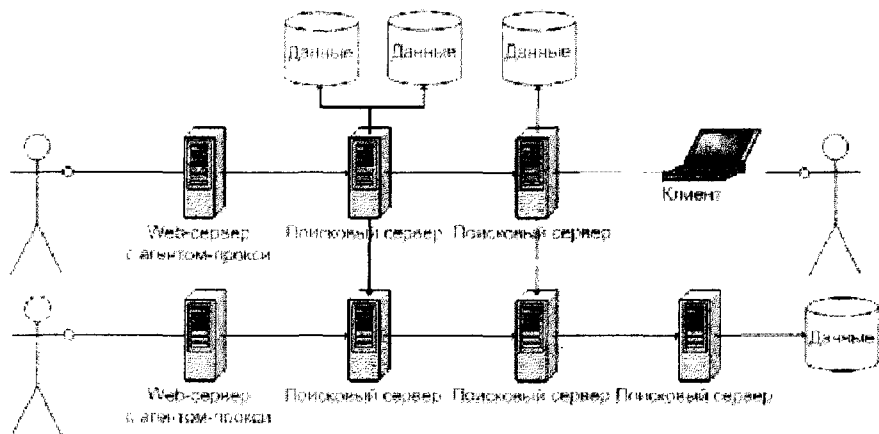 Данные
Данные
Данные
Клиент
Web-сервер
с агентом-прокси
Поисковый сервер
Поисковый сервер
Данные
Web-сервер
с агентом-прокси
Поисковый сервер
Поисковый сервер
Поисковый сервер